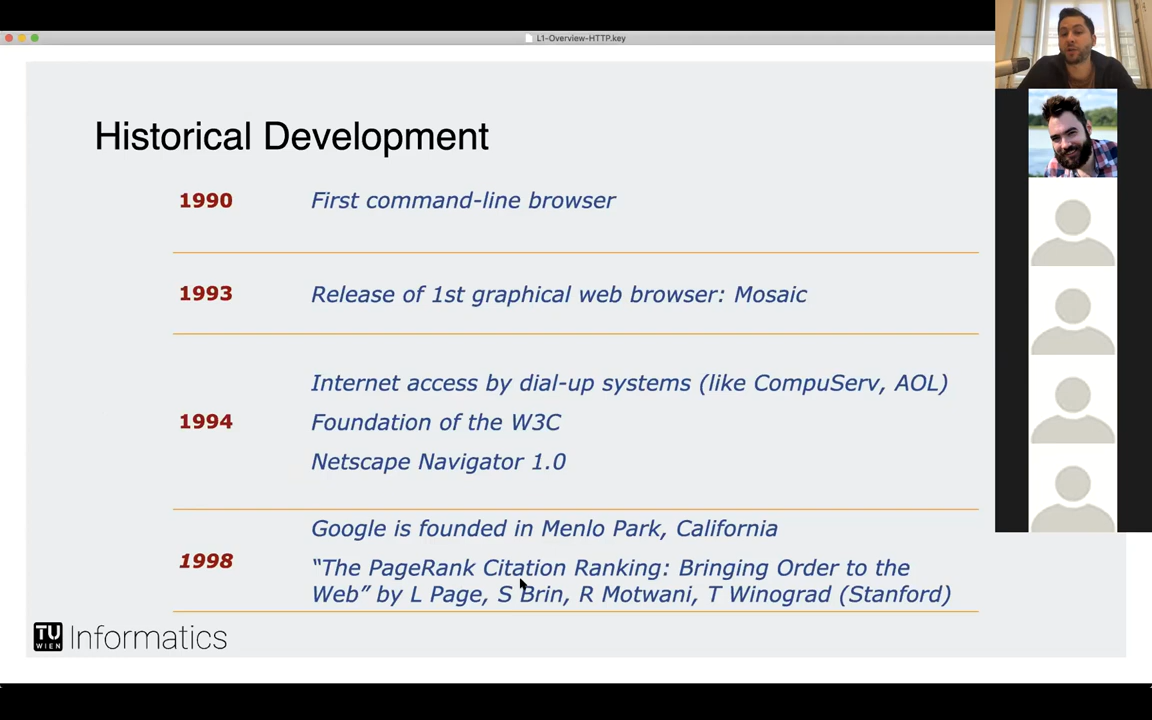 L1-Overview-HTTP.key
Historical Development
1990
First command-line browser
1993
Release of 1st graphical web browser: Mosaic
1994
Internet access by dial-up systems (like CompuServ, AOL)
Foundation of the W3C
Netscape Navigator 1.0
1998
Google is founded in Menlo Park, California
“The PageRank Citation Ranking: Bringing Order to the
Web” by L Page, S Brin, R Motwani, T Winograd (Stanford)
TU
WIEN
Informatics